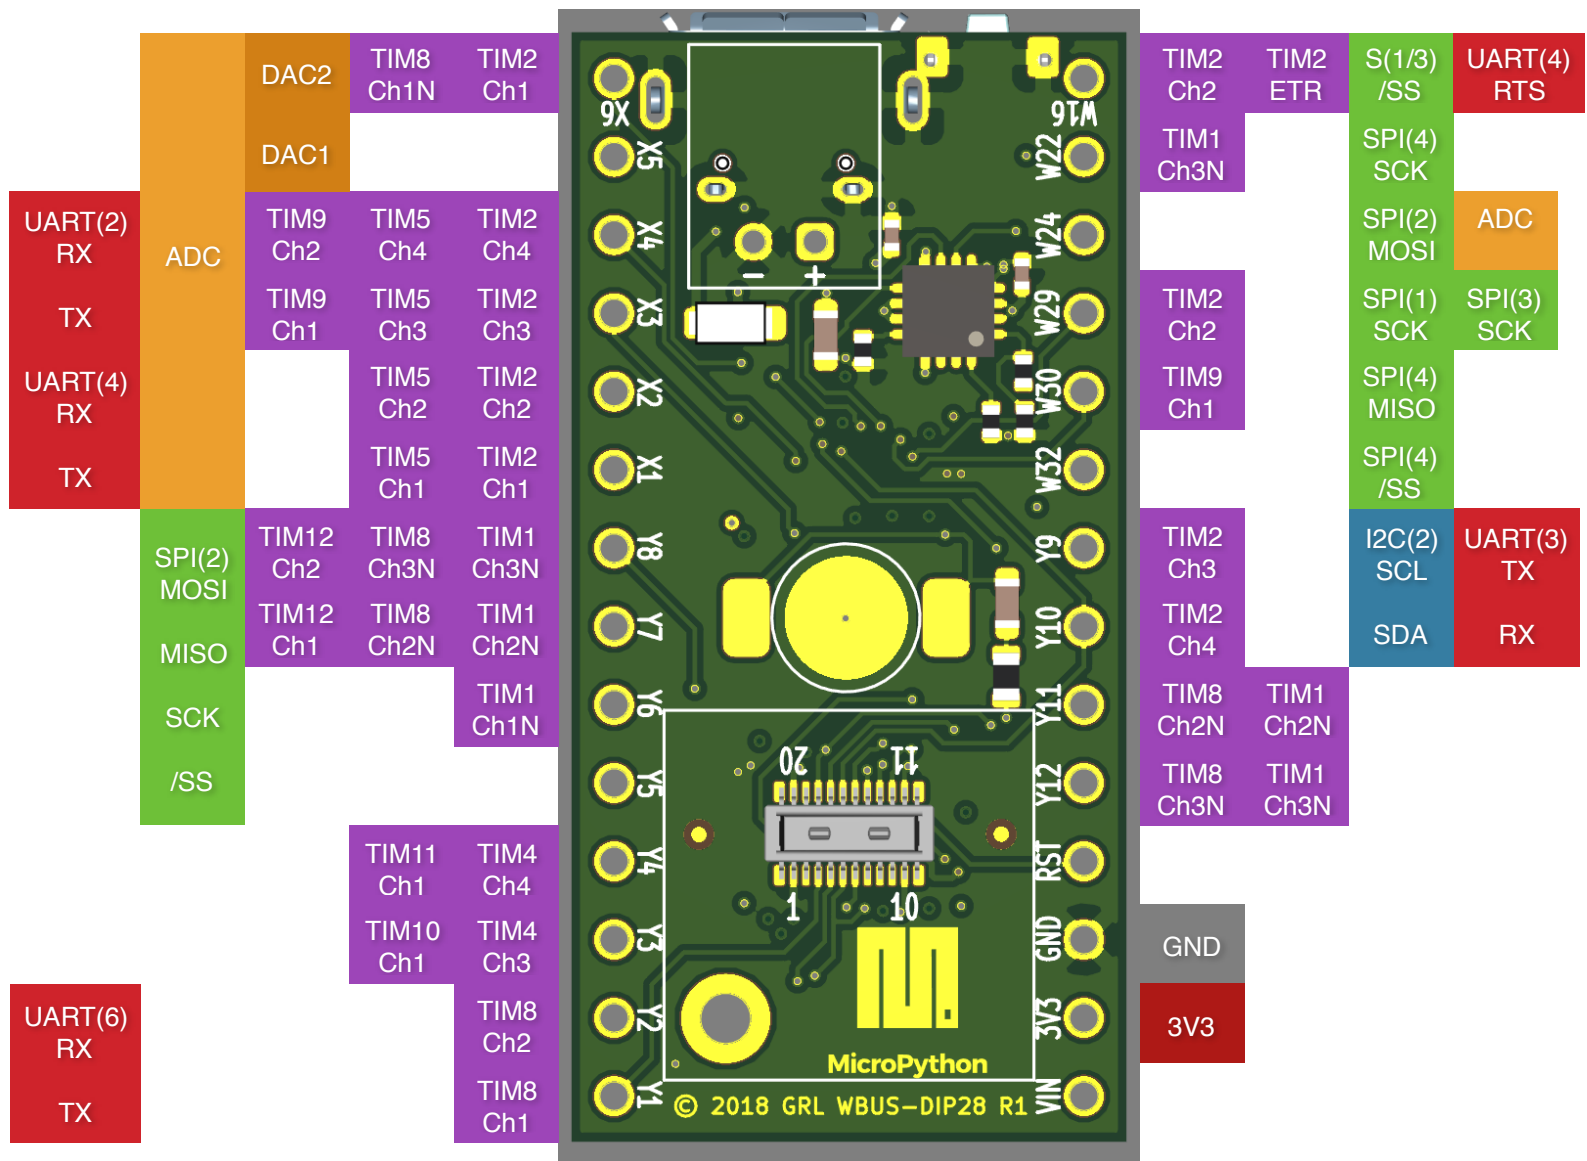 DAC2 TIM8 TIM2
Ch1N Ch1
X6
DAC1
X5
UART(2) TIM9 TIM5 TIM2
RX ADC Ch2 Ch4 Ch4
X4
TX TIM9 TIM5 TIM2
Ch1 Ch3 Ch3
X3
UART(4) TIM5 TIM2
RX Ch2 Ch2
X2
TX TIM5 TIM2
Ch1 Ch1
X1
SPI(2) TIM12 TIM8 TIM1
MOSI Ch2 Ch3N Ch3N
Y8
MISO TIM12 TIM8 TIM1
Ch1 Ch2N Ch2N
Y7
SCK TIM1
Ch1N
Y6
/SS
Y5
TIM11 TIM4
Ch1 Ch4
Y4
TIM10 TIM4
Ch1 Ch3
Y3
UART(6) TIM8
RX Ch2
Y2
TX TIM8
Ch1
Y1
- +
20 11
1 10
MicroPython
© 2018 GRL WBUS-DIP28 R1
W16
TIM2 TIM2 S(1/3) UART(4)
Ch2 ETR /SS RTS
W22
TIM1 SPI(4)
Ch3N SCK
W24
SPI(2) ADC
MOSI
W29
TIM2 SPI(1) SPI(3)
Ch2 SCK SCK
W30
TIM9 SPI(4)
Ch1 MISO
W32
SPI(4)
/SS
Y9
TIM2 I2C(2) UART(3)
Ch3 SCL TX
Y10
TIM2 SDA RX
Ch4
Y11
TIM8 TIM1
Ch2N Ch2N
Y12
TIM8 TIM1
Ch3N Ch3N
RST
GND
GND
3V3
3V3
VIN